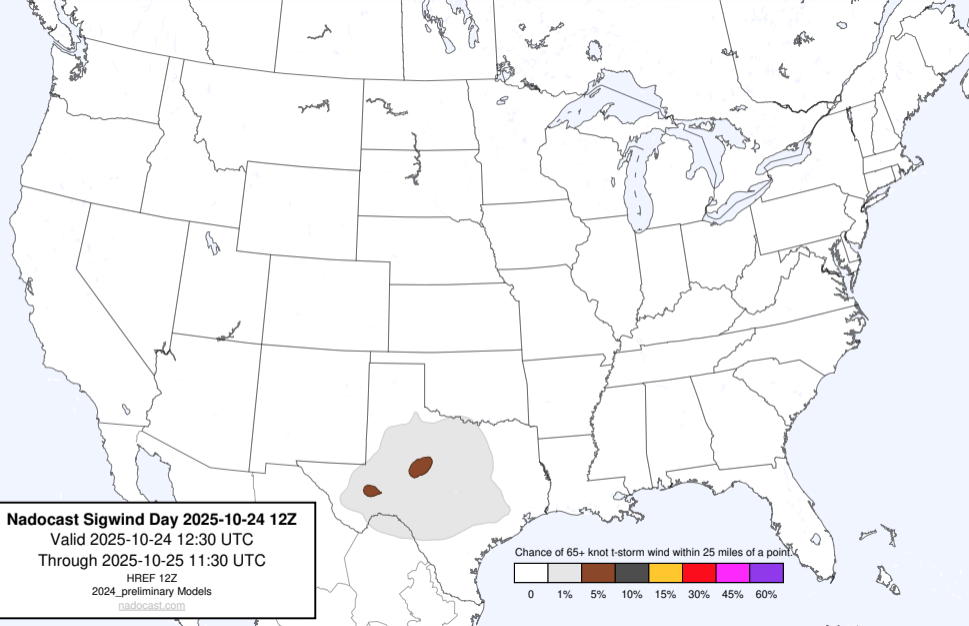 Nadocast Sigwind Day 2025-10-24 12Z
Valid 2025-10-24 12:30 UTC
Through 2025-10-25 11:30 UTC
HREF 12Z
2024_preliminary Models
nadocast.com
Chance of 65+ knot t-storm wind within 25 miles of a point.
0 1% 5% 10% 15% 30% 45% 60%